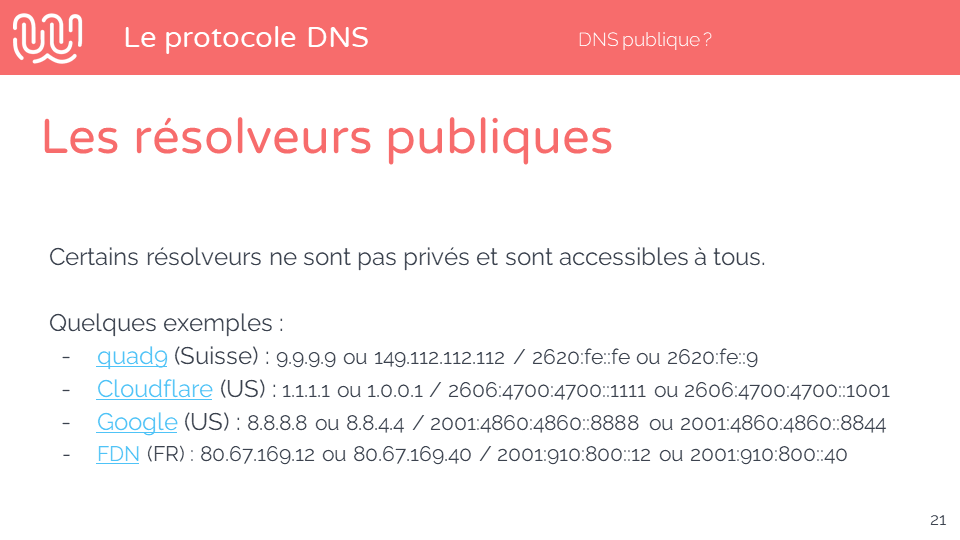 Le protocole DNS
DNS publique ?
Les résolveurs publiques
Certains résolveurs ne sont pas privés et sont accessibles à tous.
Quelques exemples :
- quad9 (Suisse) : 9.9.9.9 ou 149.112.112.112 / 2620:fe::fe ou 2620:fe::9
- Cloudflare (US) : 1.1.1.1 ou 1.0.0.1 / 2606:4700:4700::1111 ou 2606:4700:4700::1001
- Google (US) : 8.8.8.8 ou 8.8.4.4 / 2001:4860:4860::8888 ou 2001:4860:4860::8844
- FDN (FR) : 80.67.169.12 ou 80.67.169.40 / 2001:910:800::12 ou 2001:910:800::40
21